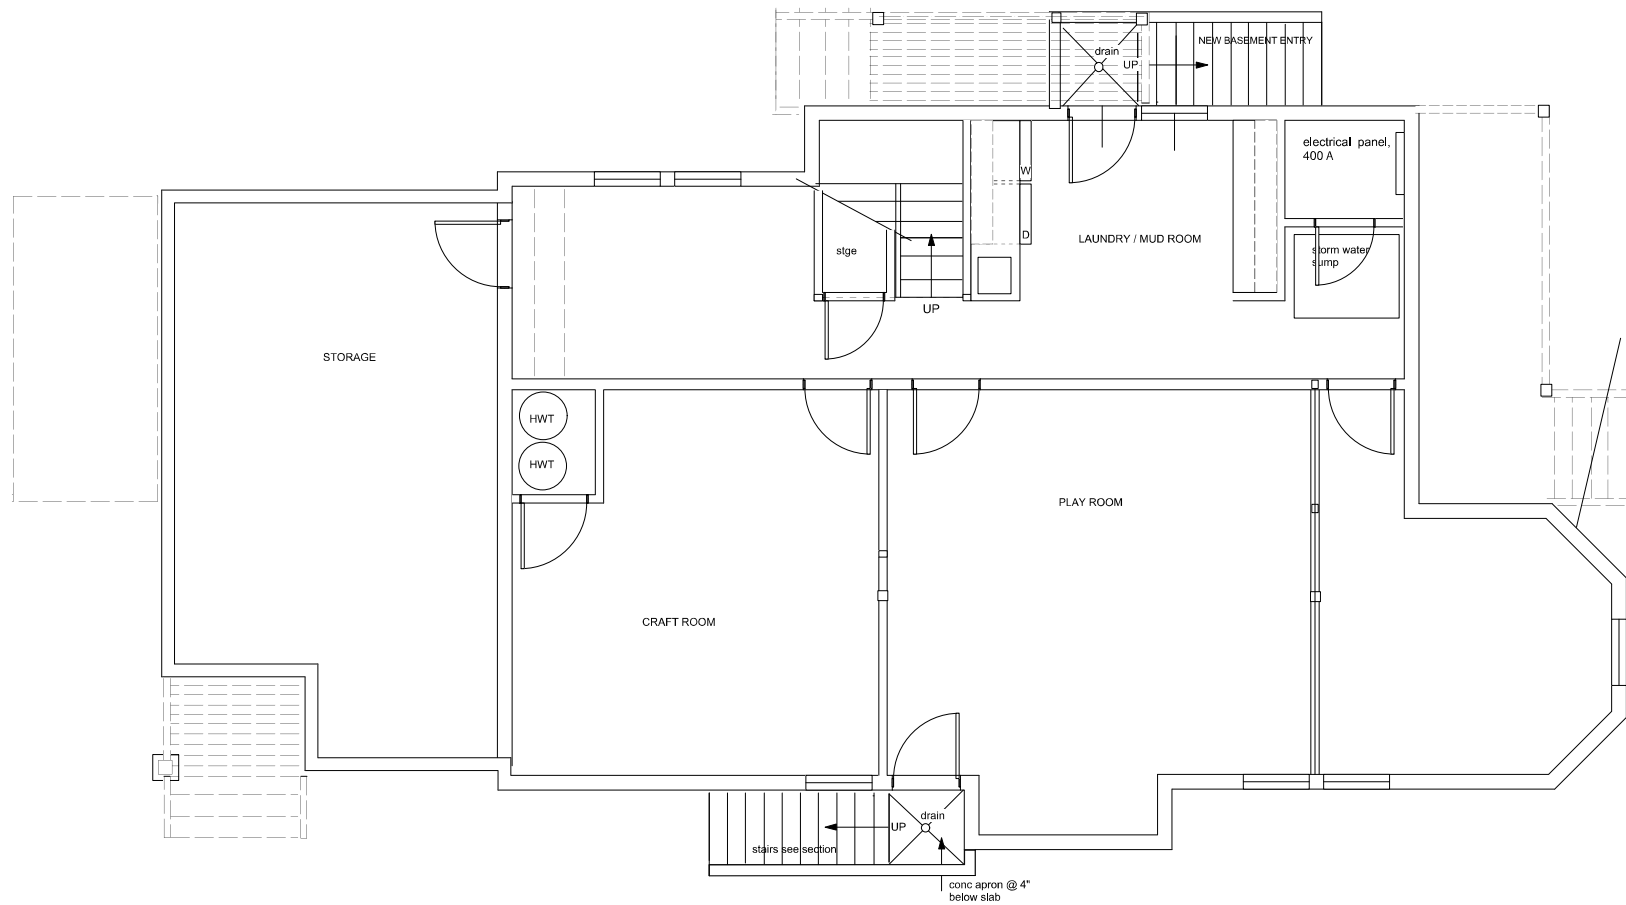 NEW BASEMENT ENTRY
drain
UP
electrical panel,
400 A
W
D
LAUNDRY / MUD ROOM
stge
storm water
sump
UP
STORAGE
HWT
HWT
PLAY ROOM
CRAFT ROOM
drain
UP
stairs see section
conc apron @ 4"
below slab